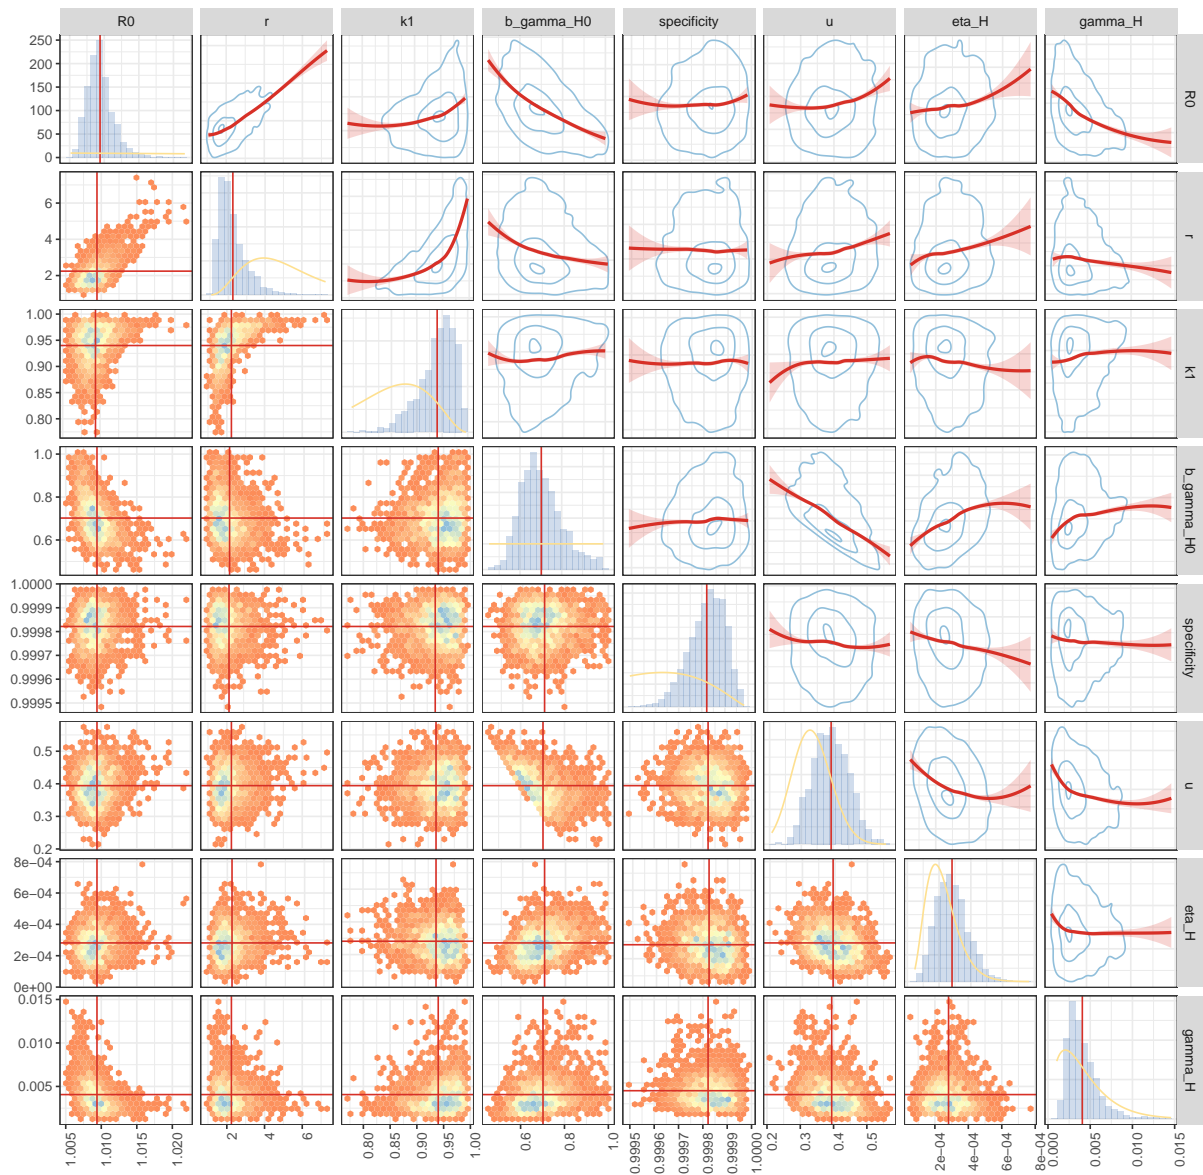 R0 r k1 b_gamma_H0 specificity u eta_H gamma_H
250
200
150
100
50
0
R0
6
4
2
r
1.00
0.95
0.90
0.85
0.80
k1
1.0
0.8
0.6
b_gamma_H0
1.0000
0.9999
0.9998
0.9997
0.9996
0.9995
specificity
0.5
0.4
0.3
0.2
u
8e−04
6e−04
4e−04
2e−04
0e+00
eta_H
0.015
0.010
0.005
gamma_H
1.005 1.010 1.015 1.020 2 4 6 0.80 0.85 0.90 0.95 1.00 0.6 0.8 1.0 0.9995 0.9996 0.9997 0.9998 0.9999 1.0000 0.2 0.3 0.4 0.5 2e−04 4e−04 6e−04 8e−04 0.000 0.005 0.010 0.015